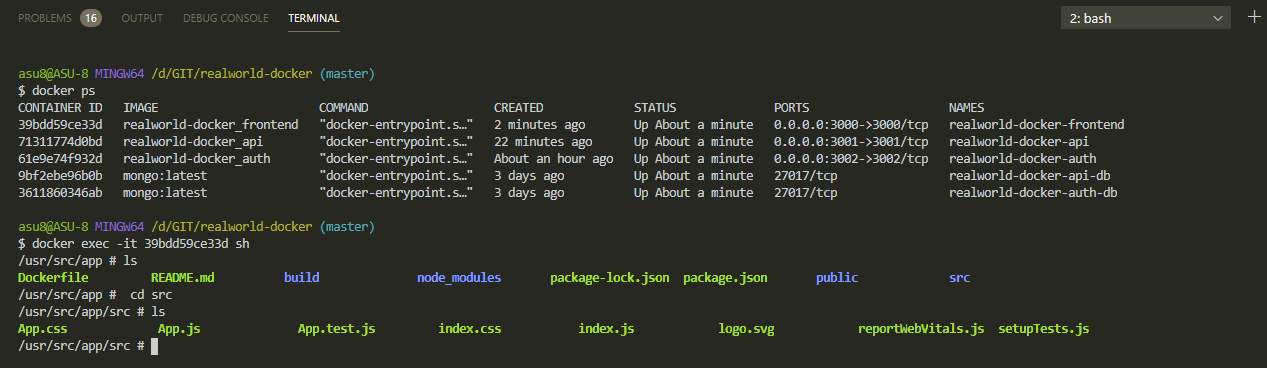 PROBLEMS 16 OUTPUT DEBUG CONSOLE TERMINAL 2: bash
asu8@ASU-8 MINGW64 /d/GIT/realworld-docker (master)
$ docker ps
CONTAINER ID   IMAGE                       COMMAND                  CREATED             STATUS              PORTS                    NAMES
39bdd59ce33d   realworld-docker_frontend   "docker-entrypoint.s…"   2 minutes ago       Up About a minute   0.0.0.0:3000->3000/tcp   realworld-docker-frontend
71311774d0bd   realworld-docker_api        "docker-entrypoint.s…"   22 minutes ago      Up About a minute   0.0.0.0:3001->3001/tcp   realworld-docker-api
61e9e74f932d   realworld-docker_auth       "docker-entrypoint.s…"   About an hour ago   Up About a minute   0.0.0.0:3002->3002/tcp   realworld-docker-auth
9bf2ebe96b0b   mongo:latest                "docker-entrypoint.s…"   3 days ago          Up About a minute   27017/tcp                realworld-docker-api-db
3611860346ab   mongo:latest                "docker-entrypoint.s…"   3 days ago          Up About a minute   27017/tcp                realworld-docker-auth-db
asu8@ASU-8 MINGW64 /d/GIT/realworld-docker (master)
$ docker exec -it 39bdd59ce33d sh
/usr/src/app # ls
Dockerfile         README.md          build              node_modules       package-lock.json  package.json       public             src
/usr/src/app #  cd src
/usr/src/app/src # ls
App.css             App.js              App.test.js         index.css           index.js            logo.svg            reportWebVitals.js  setupTests.js
/usr/src/app/src #